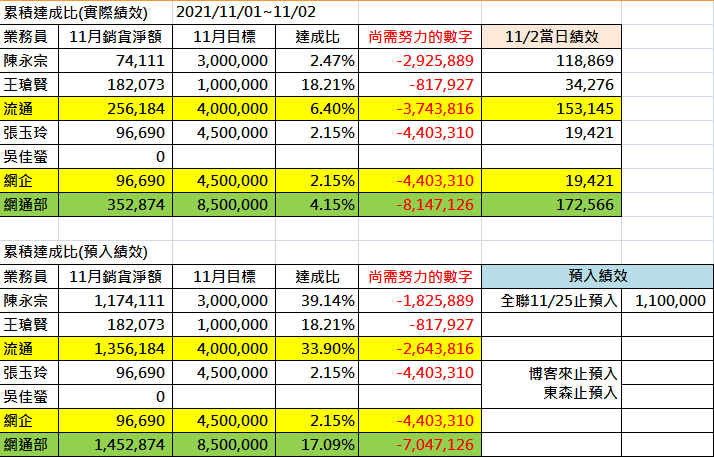 累積達成比(實際績效) 2021/11/01~11/02
業務員 11月銷貨淨額 11月目標 達成比 尚需努力的數字 11/2當日績效
陳永宗 74,111 3,000,000 2.47% -2,925,889 118,869
王瑲賢 182,073 1,000,000 18.21% -817,927 34,276
流通 256,184 4,000,000 6.40% -3,743,816 153,145
張玉玲 96,690 4,500,000 2.15% -4,403,310 19,421
吳佳螢 0
網企 96,690 4,500,000 2.15% -4,403,310 19,421
網通部 352,874 8,500,000 4.15% -8,147,126 172,566
累積達成比(預入績效)
業務員 11月銷貨淨額 11月目標 達成比 尚需努力的數字 預入績效
陳永宗 1,174,111 3,000,000 39.14% -1,825,889 全聯11/25止預入 1,100,000
王瑲賢 182,073 1,000,000 18.21% -817,927
流通 1,356,184 4,000,000 33.90% -2,643,816
張玉玲 96,690 4,500,000 2.15% -4,403,310 博客來止預入
吳佳螢 0 東森止預入
網企 96,690 4,500,000 2.15% -4,403,310
網通部 1,452,874 8,500,000 17.09% -7,047,126